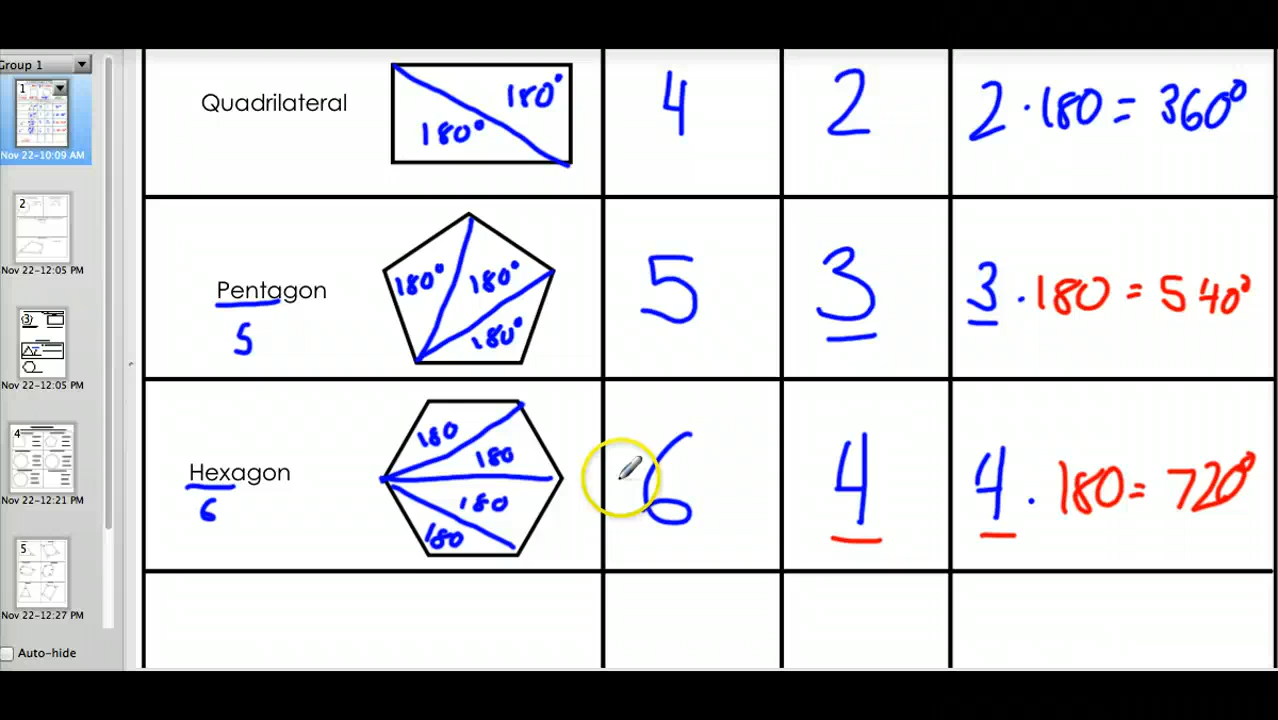 Group 1
1
Nov 22-10:09 AM
2
Nov 22-12:05 PM
Nov 22-12:05 PM
4
Nov 22-12:21 PM
5
Nov 22-12:27 PM
Auto-hide
Quadrilateral
180°
180°
4
2
2 · 180 = 360°
Pentagon
5
180°
180°
180°
5
3
3 · 180 = 540°
Hexagon
6
180
180
180
180
6
4
4 · 180 = 720°